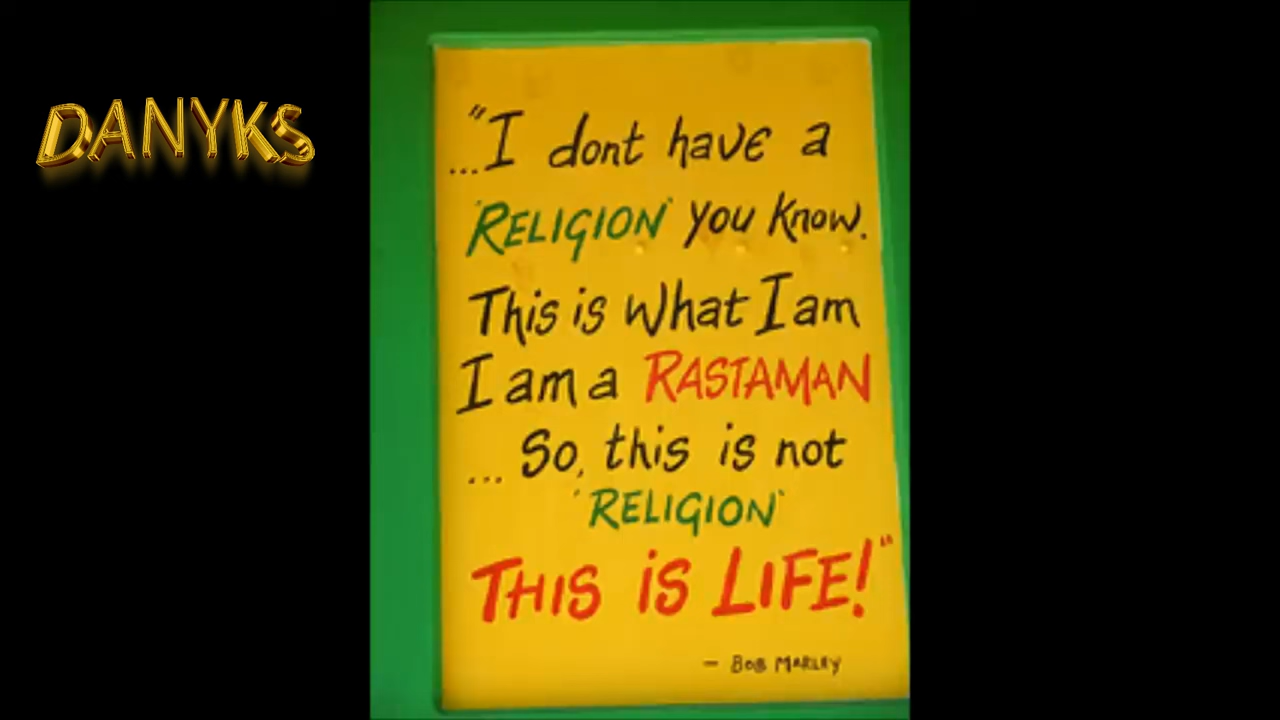 DANYKS
..."I dont have a
'RELIGION' you know.
This is what I am
I am a RASTAMAN
... So, this is not
'RELIGION'
THIS IS LIFE!"
– BOB MARLEY